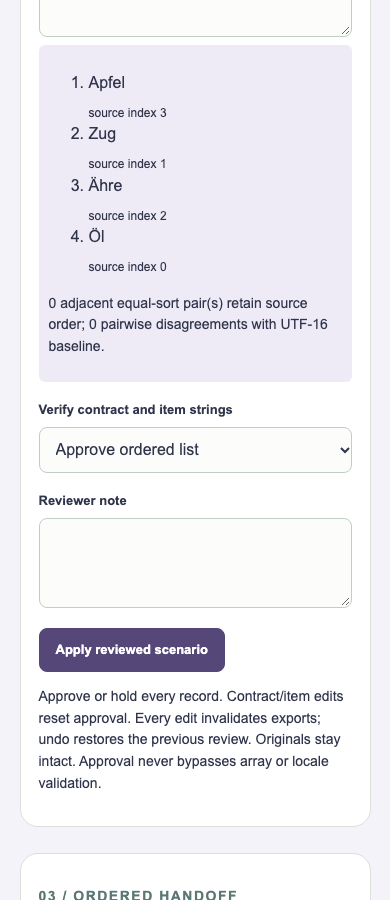 1. Apfel
source index 3
2. Zug
source index 1
3. Ähre
source index 2
4. Öl
source index 0
0 adjacent equal-sort pair(s) retain source
order; 0 pairwise disagreements with UTF-16
baseline.
Verify contract and item strings
Approve ordered list
Reviewer note
Apply reviewed scenario
Approve or hold every record. Contract/item edits
reset approval. Every edit invalidates exports;
undo restores the previous review. Originals stay
intact. Approval never bypasses array or locale
validation.
03 / ORDERED HANDOFF